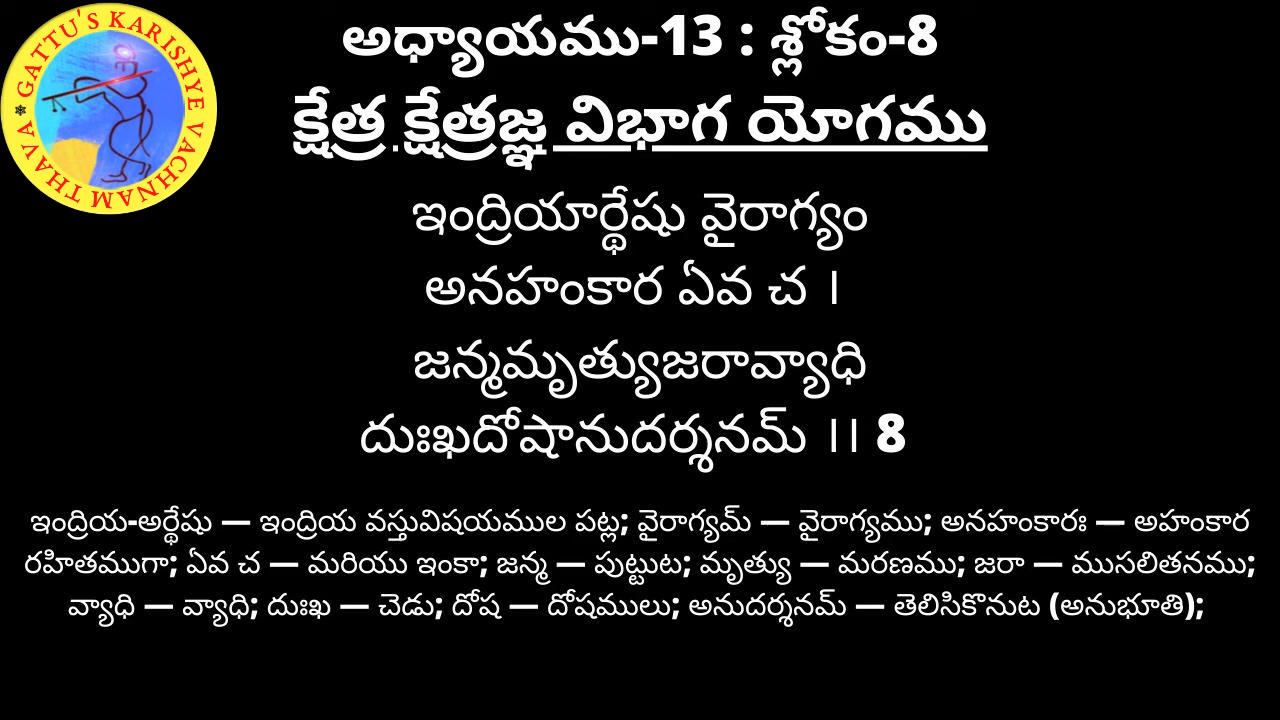 GATTU'S KARISHYE VACHNAM THAVA
అధ్యాయము-13 : శ్లోకం-8
క్షేత్ర క్షేత్రజ్ఞ విభాగ యోగము
ఇంద్రియార్థేషు వైరాగ్యం
అనహంకార ఏవ చ ।
జన్మమృత్యుజరావ్యాధి
దుఃఖదోషానుదర్శనమ్ ।। 8
ఇంద్రియ-అర్థేషు — ఇంద్రియ వస్తువిషయముల పట్ల; వైరాగ్యమ్ — వైరాగ్యము; అనహంకారః — అహంకార
రహితముగా; ఏవ చ — మరియు ఇంకా; జన్మ — పుట్టుట; మృత్యు — మరణము; జరా — ముసలితనము;
వ్యాధి — వ్యాధి; దుఃఖ — చెడు; దోష — దోషములు; అనుదర్శనమ్ — తెలిసికొనుట (అనుభూతి);